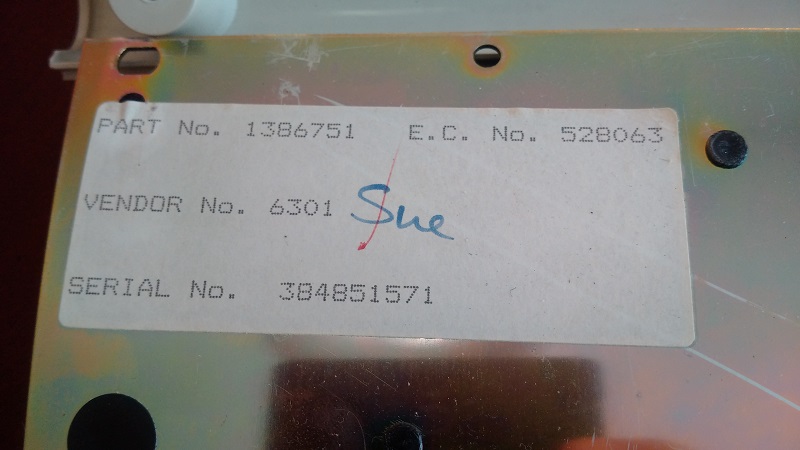 PART No. 1386751 E.C. No. 528063
VENDOR No. 6301 Sue
SERIAL No. 384851571